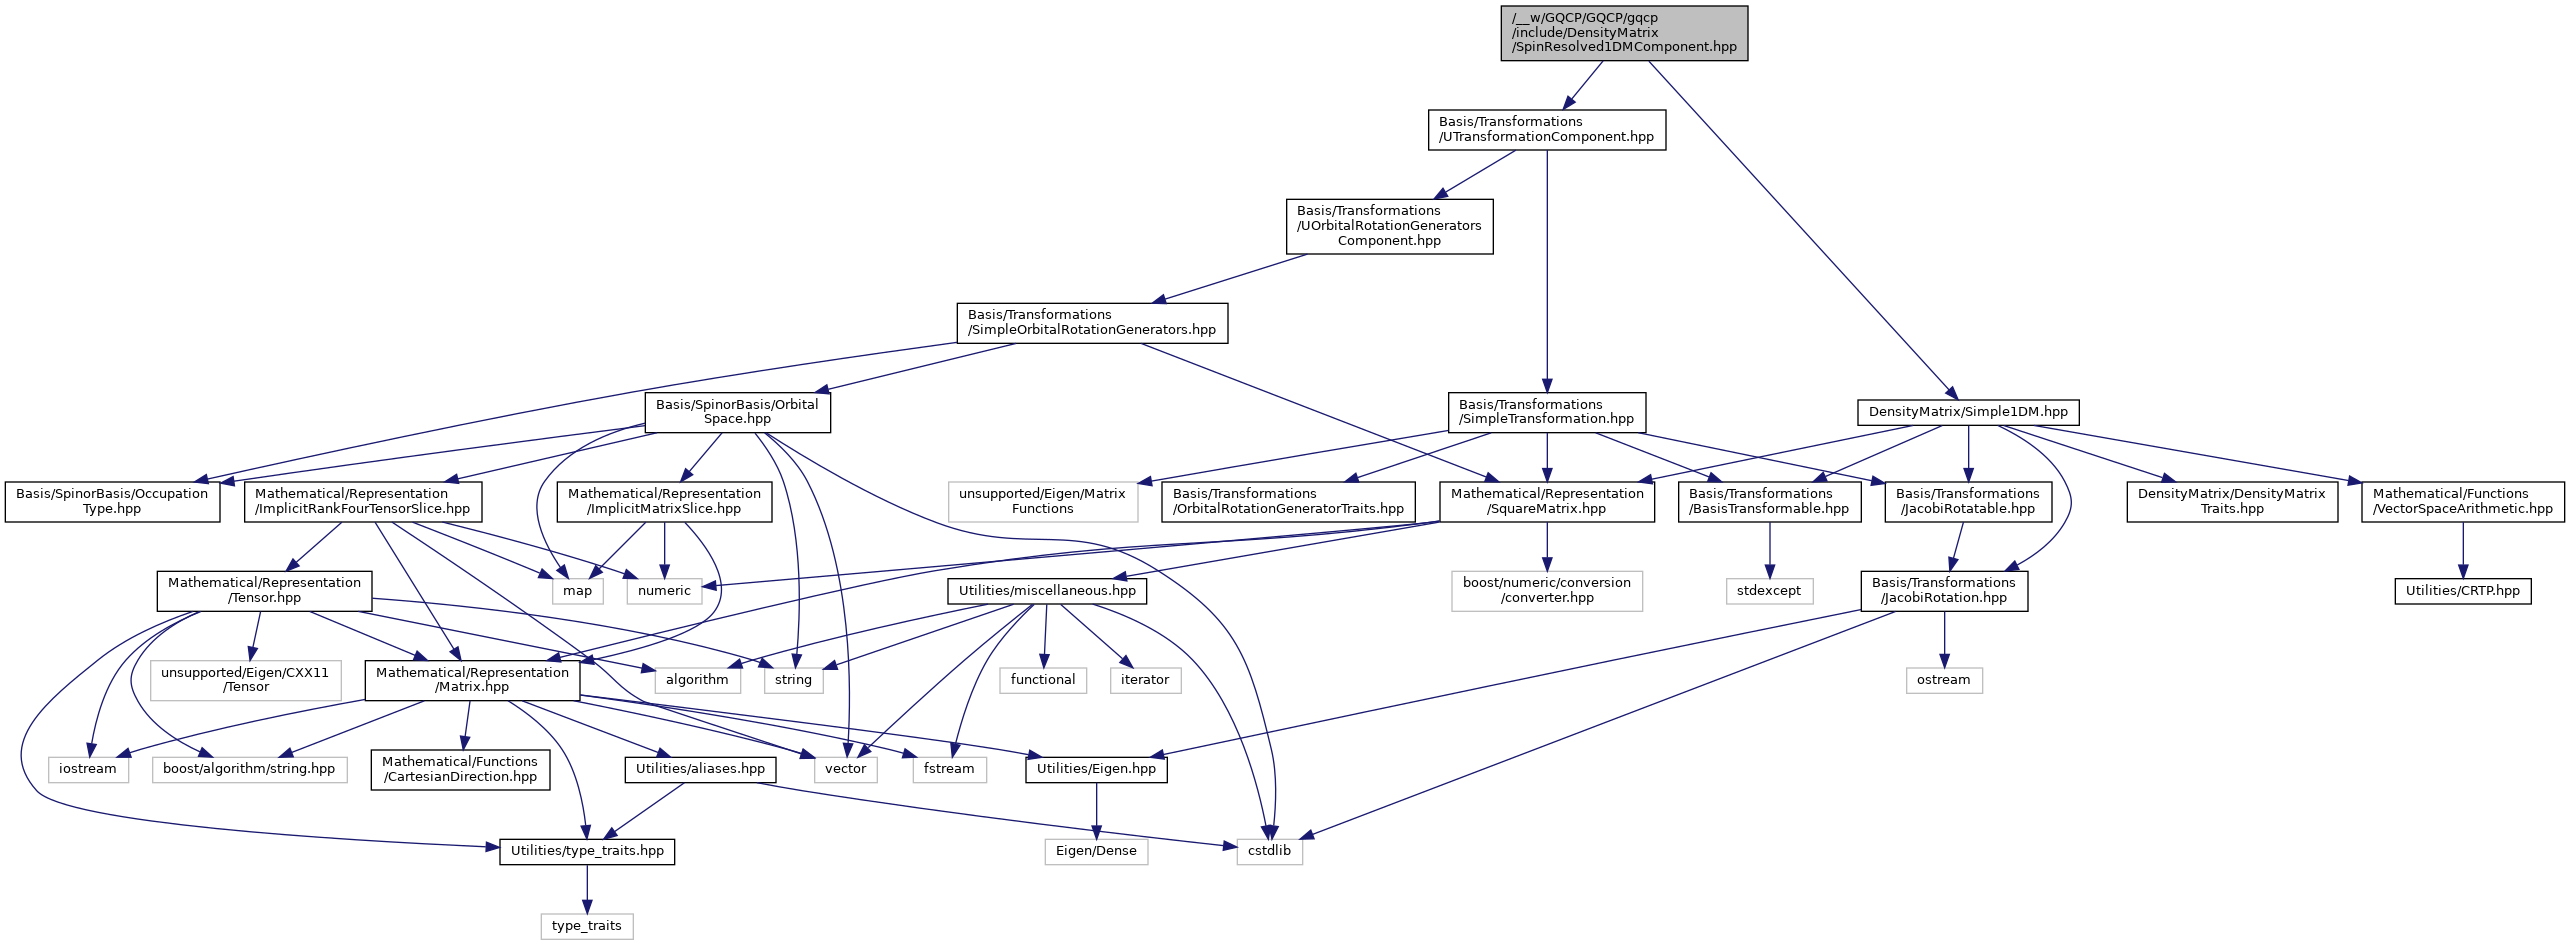 /__w/GQCP/GQCP/gqcp
/include/DensityMatrix
/SpinResolved1DMComponent.hpp
Basis/Transformations
/UTransformationComponent.hpp
Basis/Transformations
/UOrbitalRotationGenerators
Component.hpp
Basis/Transformations
/SimpleOrbitalRotationGenerators.hpp
Basis/SpinorBasis/Orbital
Space.hpp
Basis/Transformations
/SimpleTransformation.hpp
DensityMatrix/Simple1DM.hpp
Basis/SpinorBasis/Occupation
Type.hpp
Mathematical/Representation
/ImplicitRankFourTensorSlice.hpp
Mathematical/Representation
/ImplicitMatrixSlice.hpp
unsupported/Eigen/Matrix
Functions
Basis/Transformations
/OrbitalRotationGeneratorTraits.hpp
Mathematical/Representation
/SquareMatrix.hpp
Basis/Transformations
/BasisTransformable.hpp
Basis/Transformations
/JacobiRotatable.hpp
DensityMatrix/DensityMatrix
Traits.hpp
Mathematical/Functions
/VectorSpaceArithmetic.hpp
Mathematical/Representation
/Tensor.hpp
map
numeric
Utilities/miscellaneous.hpp
boost/numeric/conversion
/converter.hpp
stdexcept
Basis/Transformations
/JacobiRotation.hpp
Utilities/CRTP.hpp
unsupported/Eigen/CXX11
/Tensor
Mathematical/Representation
/Matrix.hpp
algorithm
string
functional
iterator
ostream
iostream
boost/algorithm/string.hpp
Mathematical/Functions
/CartesianDirection.hpp
Utilities/aliases.hpp
vector
fstream
Utilities/Eigen.hpp
Utilities/type_traits.hpp
Eigen/Dense
cstdlib
type_traits